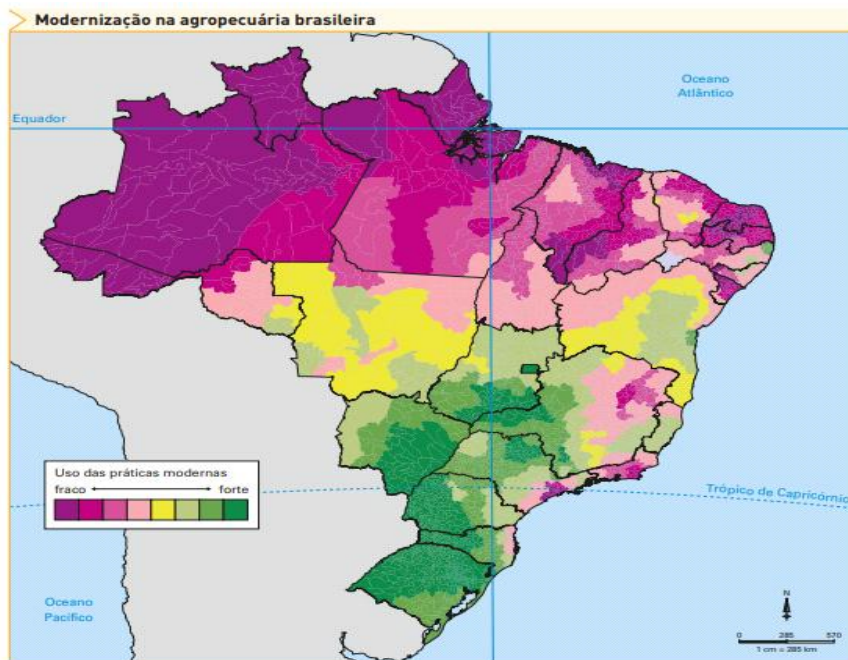 Modernização na agropecuária brasileira
Oceano
Atlântico
Equador
Uso das práticas modernas
fraco
forte
Trópico de Capricórnio
Oceano
Pacífico
N
0 285 570
1 cm = 285 km